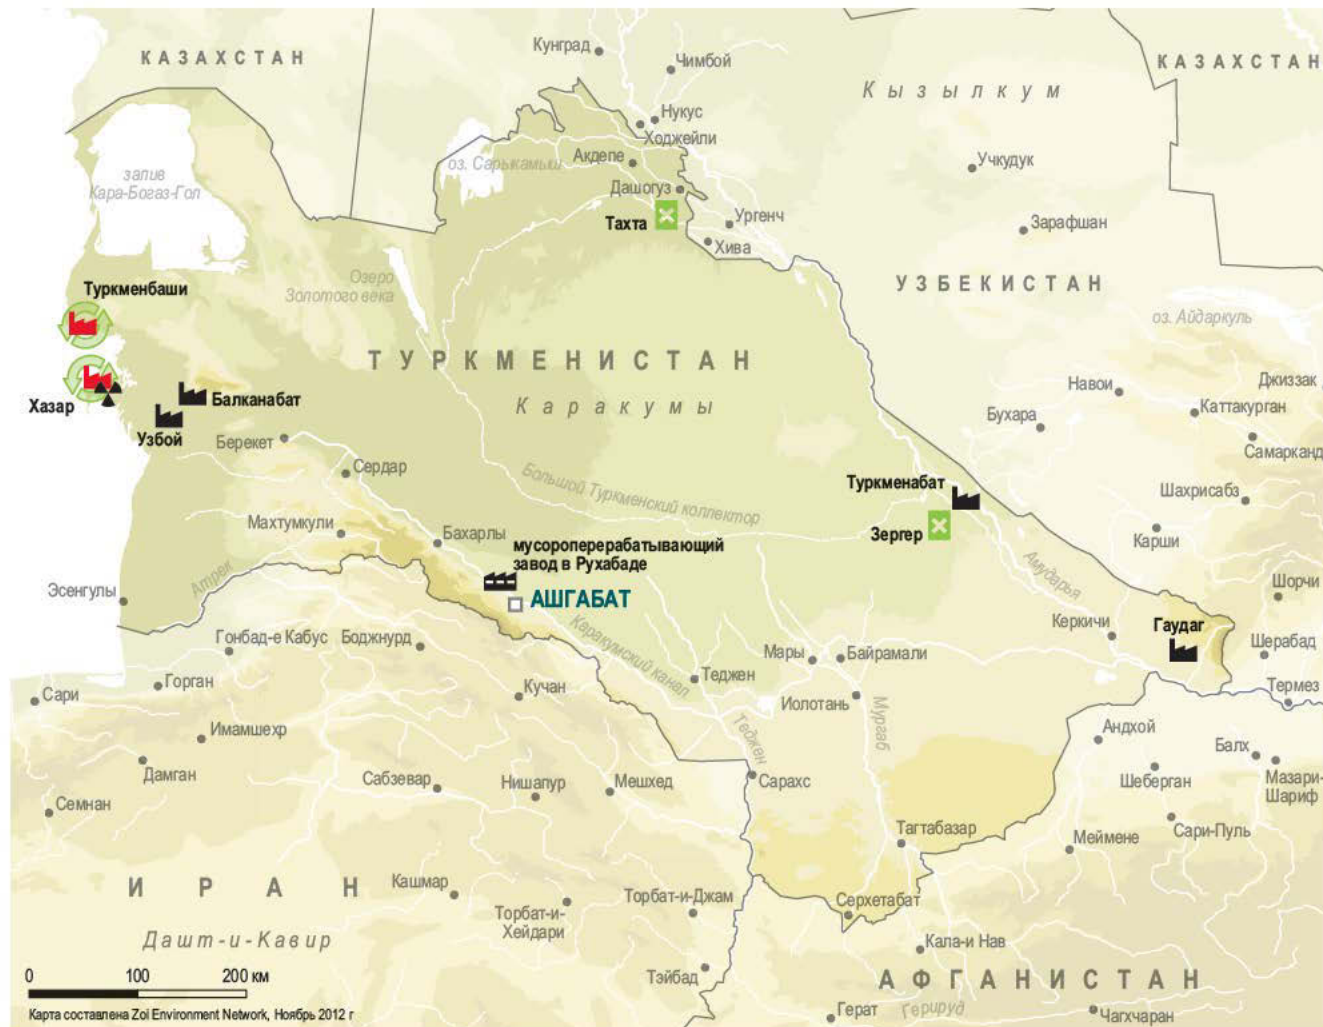 КАЗАХСТАН
Кунград
Чимбой
КАЗАХСТАН
Кызылкум
Нукус
Ходжейли
оз. Сарыкамыш
Акдепе
Учкудук
залив
Кара-Богаз-Гол
Дашогуз
Тахта
Ургенч
Хива
Зарафшан
Озеро
Золотого века
УЗБЕКИСТАН
Туркменбаши
оз. Айдаркуль
ТУРКМЕНИСТАН
Каракумы
Хазар
Балканабат
Узбой
Навои
Джиззак
Каттакурган
Бухара
Самарканд
Берекет
Сердар
Большой Туркменский коллектор
Туркменабат
Шахрисабз
Махтумкули
Бахарлы
Зергер
Карши
мусороперерабатывающий
завод в Рухабаде
АШГАБАТ
Эсенгулы
Атрек
Амударья
Шорчи
Гонбад-е Кабус
Боджнурд
Каракумский канал
Керкичи
Гаудаг
Шерабад
Мары
Байрамали
Теджен
Сари
Горган
Кучан
Иолотань
Термез
Имамшехр
Теджен
Мургаб
Андхой
Балх
Дамган
Сабзевар
Нишапур
Мешхед
Сарахс
Шеберган
Мазари-
Шариф
Семнан
Тагтабазар
Меймене
Сари-Пуль
ИРАН
Кашмар
Торбат-и-
Хейдари
Торбат-и-Джам
Серхетабат
Дашт-и-Кавир
Кала-и Нав
Тэйбад
АФГАНИСТАН
0 100 200 км
Герат
Герируд
Чагхчаран
Карта составлена Zoi Environment Network, Ноябрь 2012 г